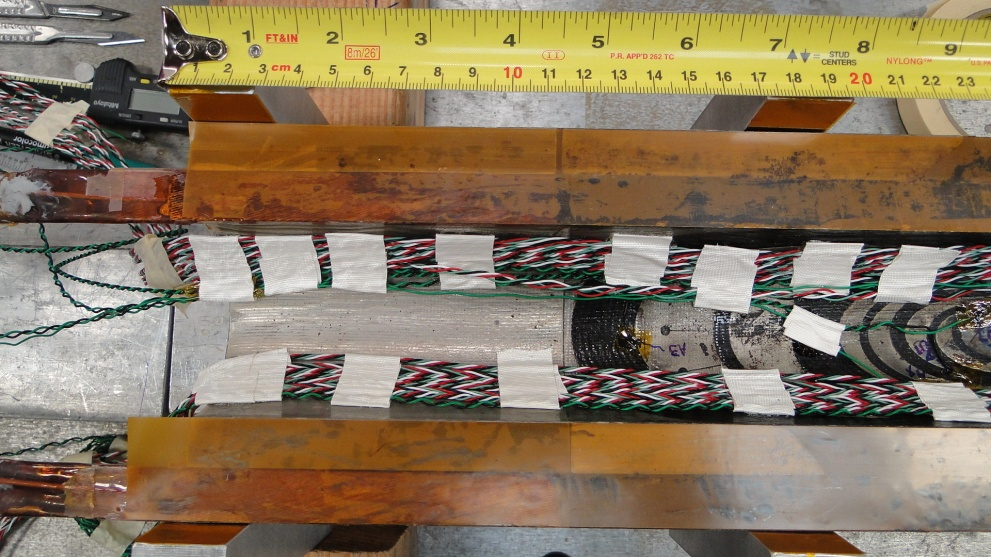 1 FT&IN 2 8m/26' 3 4 11 5 P.R. APP'D 262 TC 6 7 STUD CENTERS 8 NYLONG™ 9
2 3 cm 4 5 6 7 8 9 10 11 12 13 14 15 16 17 18 19 20 21 22 23
Mitutoyo